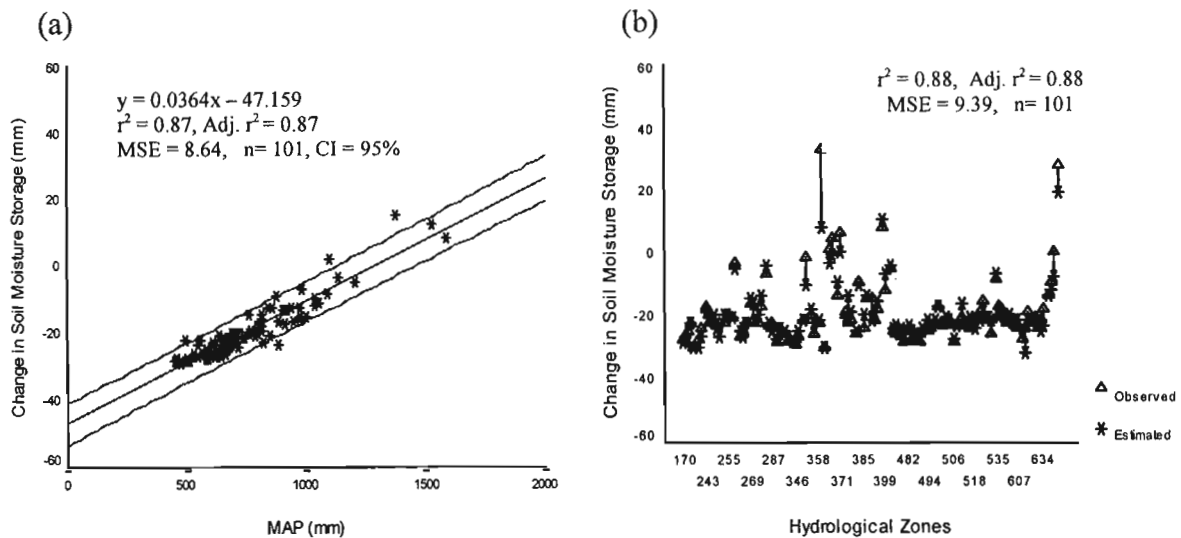 (a)
60
40
20
0
-20
-40
-60
Change in Soil Moisture Storage (mm)
y = 0.0364x – 47.159
r² = 0.87, Adj. r² = 0.87
MSE = 8.64, n= 101, CI = 95%
0 500 1000 1500 2000
MAP (mm)
(b)
60
40
20
0
-20
-40
-60
Change in Soil Moisture Storage (mm)
r² = 0.88, Adj. r² = 0.88
MSE = 9.39, n= 101
Observed
Estimated
170 255 287 358 385 482 506 535 634
243 269 346 371 399 494 518 607
Hydrological Zones